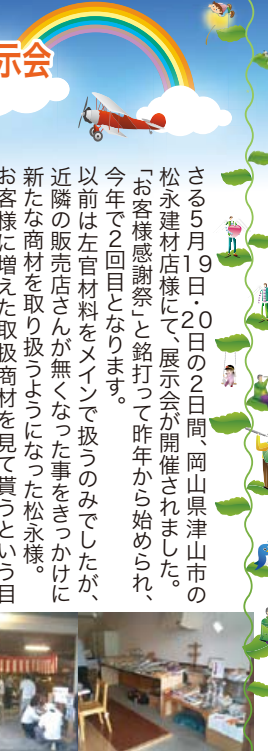 示会
さる5月19日・20日の2日間、岡山県津山市の
松永建材店様にて、展示会が開催されました。
「お客様感謝祭」と銘打って昨年から始められ、
今年で2回目となります。
以前は左官材料をメインで扱うのみでしたが、
近隣の販売店さんが無くなった事をきっかけに
新たな商材を取り扱うようになった松永様。
お客様に増えた取扱商材を見て貰うという目